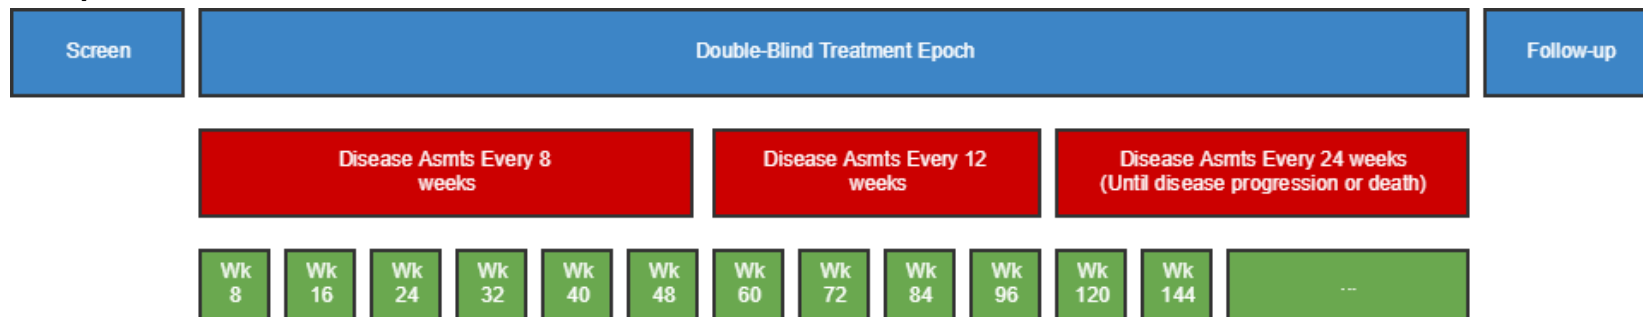 Screen
Double-Blind Treatment Epoch
Follow-up
Disease Asmts Every 8
weeks
Disease Asmts Every 12
weeks
Disease Asmts Every 24 weeks
(Until disease progression or death)
Wk
8
Wk
16
Wk
24
Wk
32
Wk
40
Wk
48
Wk
60
Wk
72
Wk
84
Wk
96
Wk
120
Wk
144
...